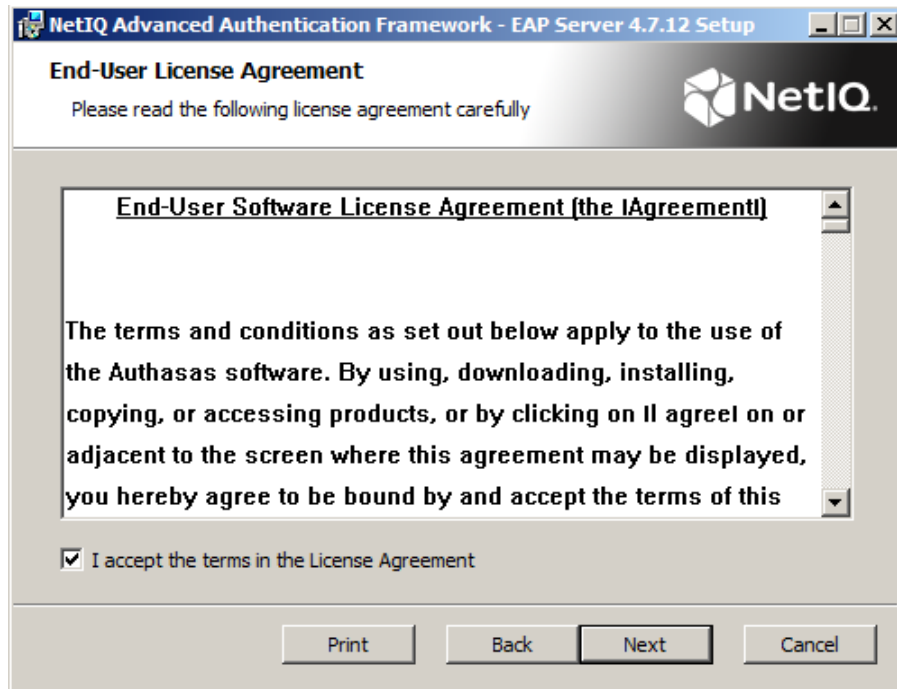 NetIQ Advanced Authentication Framework - EAP Server 4.7.12 Setup
End-User License Agreement
Please read the following license agreement carefully
NetIQ.
End-User Software License Agreement (the lAgreementl)
The terms and conditions as set out below apply to the use of
the Authasas software. By using, downloading, installing,
copying, or accessing products, or by clicking on lI agreel on or
adjacent to the screen where this agreement may be displayed,
you hereby agree to be bound by and accept the terms of this
I accept the terms in the License Agreement
Print
Back
Next
Cancel